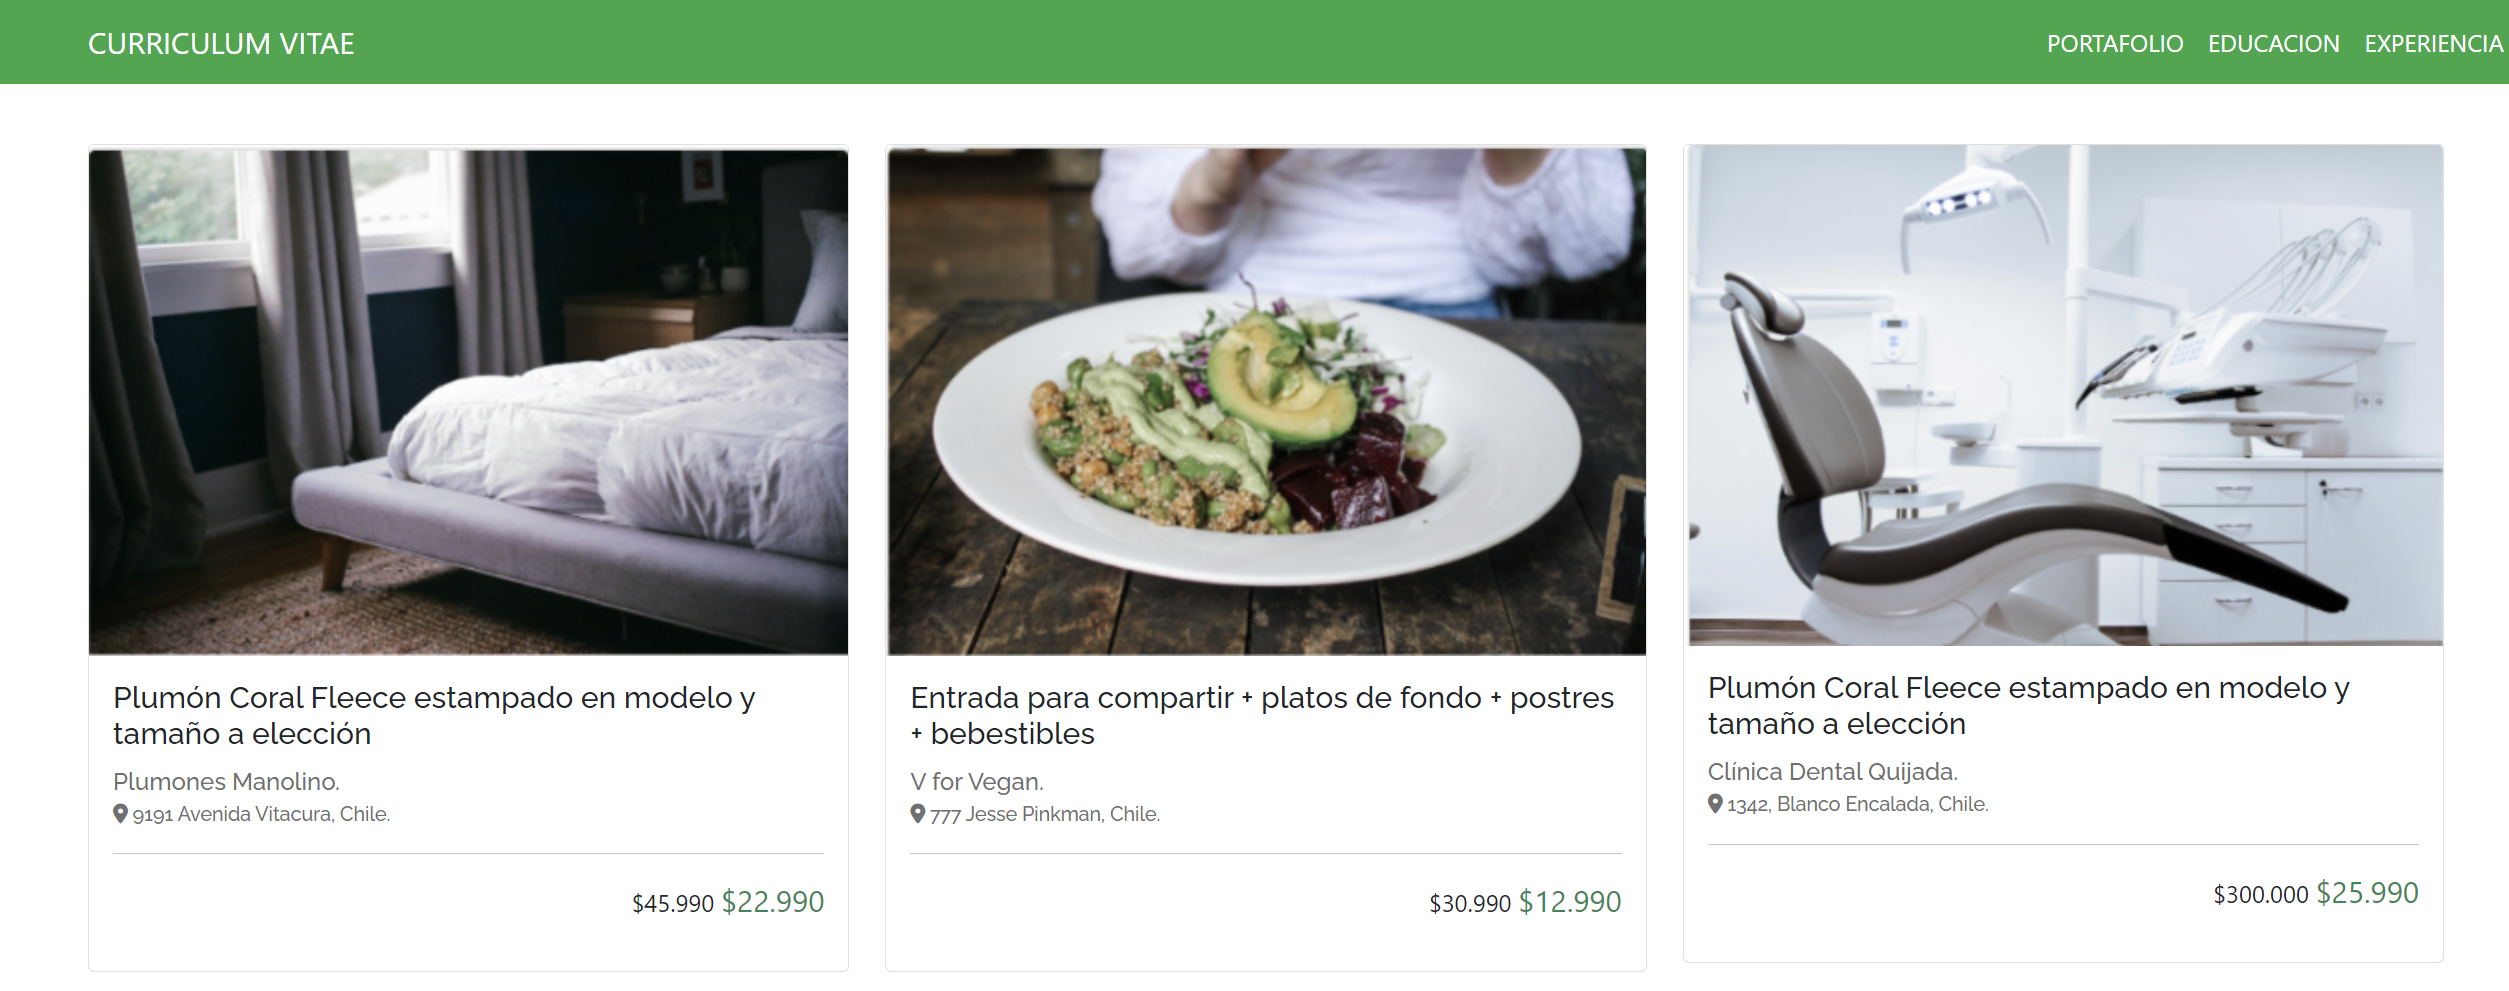 CURRICULUM VITAE
PORTAFOLIO EDUCACION EXPERIENCIA
Plumón Coral Fleece estampado en modelo y
tamaño a elección
Plumones Manolino.
9191 Avenida Vitacura, Chile.
$45.990 $22.990
Entrada para compartir + platos de fondo + postres
+ bebestibles
V for Vegan.
777 Jesse Pinkman, Chile.
$30.990 $12.990
Plumón Coral Fleece estampado en modelo y
tamaño a elección
Clínica Dental Quijada.
1342, Blanco Encalada, Chile.
$300.000 $25.990